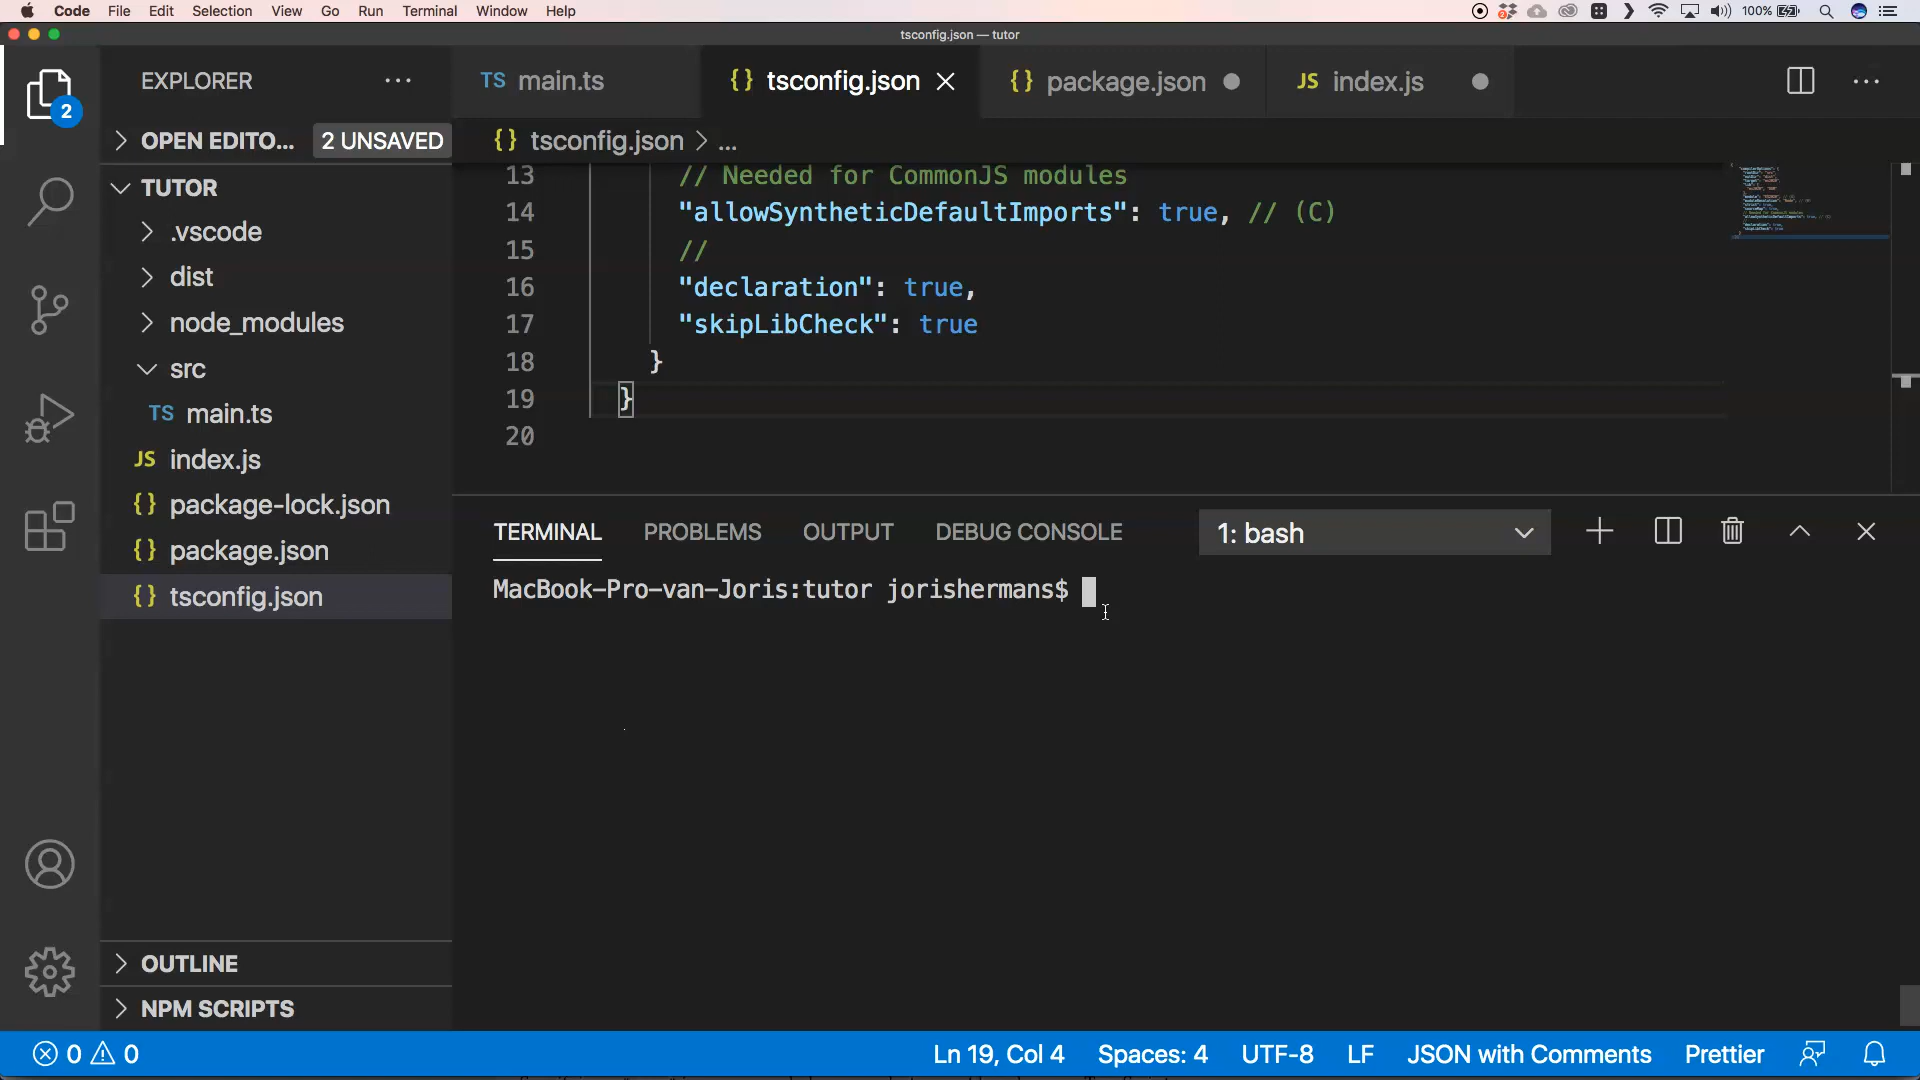 Code File Edit Selection View Go Run Terminal Window Help 100%
tsconfig.json — tutor
EXPLORER
TS main.ts
{} tsconfig.json
{} package.json
JS index.js
2
OPEN EDITO... 2 UNSAVED
{} tsconfig.json > ...
TUTOR
.vscode
dist
node_modules
src
TS main.ts
JS index.js
{} package-lock.json
{} package.json
{} tsconfig.json
13 // Needed for CommonJS modules
14 "allowSyntheticDefaultImports": true, // (C)
15 //
16 "declaration": true,
17 "skipLibCheck": true
18 }
19 }
20
TERMINAL PROBLEMS OUTPUT DEBUG CONSOLE 1: bash
MacBook-Pro-van-Joris:tutor jorishermans$
OUTLINE
NPM SCRIPTS
0 0 Ln 19, Col 4 Spaces: 4 UTF-8 LF JSON with Comments Prettier